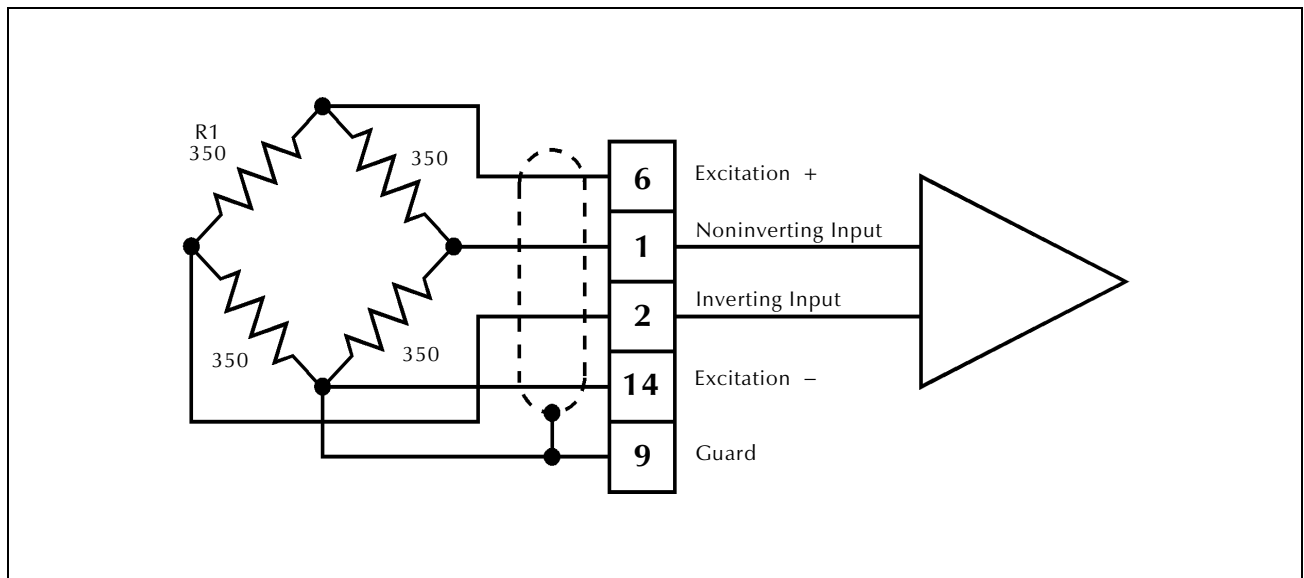 R1
350
350
350
350
6 Excitation +
1 Noninverting Input
2 Inverting Input
14 Excitation –
9 Guard